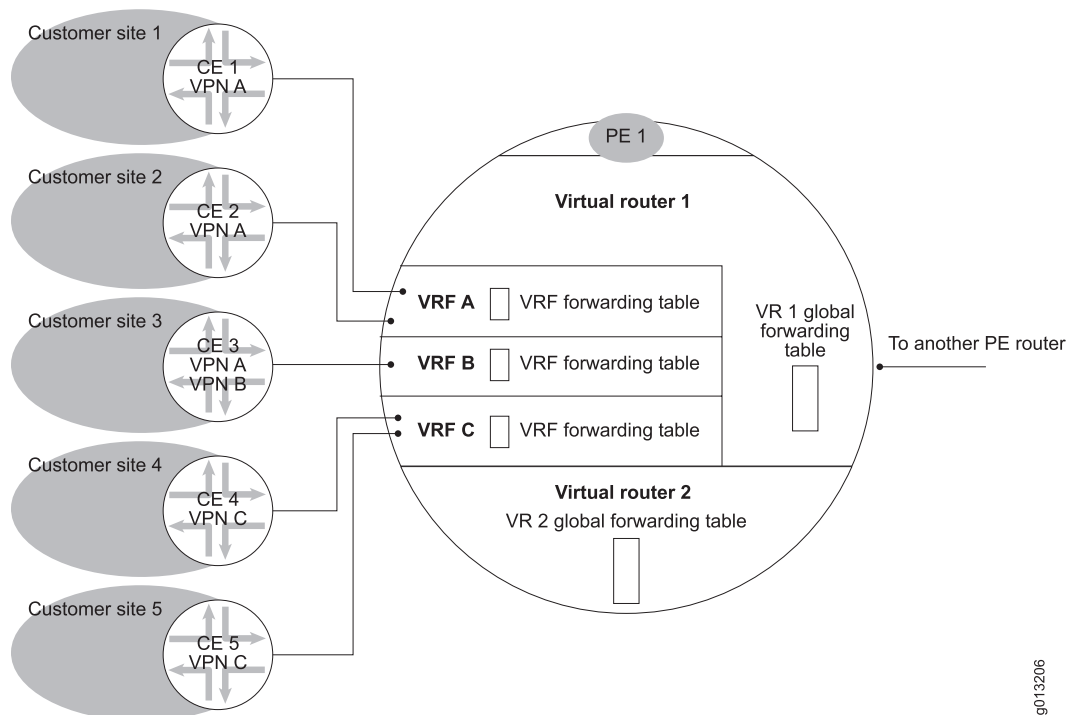 Customer site 1
CE 1
VPN A
Customer site 2
CE 2
VPN A
Customer site 3
CE 3
VPN A
VPN B
Customer site 4
CE 4
VPN C
Customer site 5
CE 5
VPN C
PE 1
Virtual router 1
VRF A VRF forwarding table
VRF B VRF forwarding table
VRF C VRF forwarding table
VR 1 global
forwarding
table
To another PE router
Virtual router 2
VR 2 global forwarding table
g013206